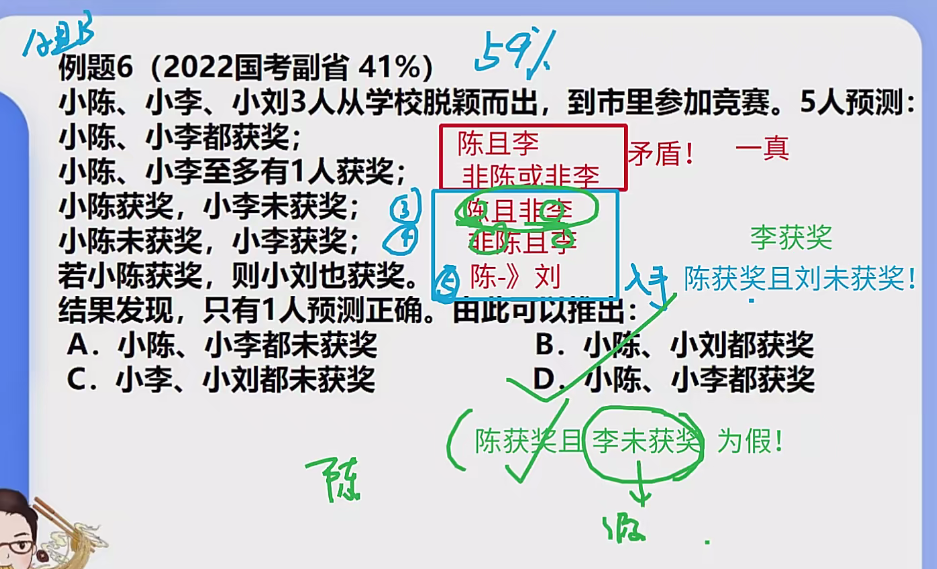 A且B
59%
例题6（2022国考副省 41%）
小陈、小李、小刘3人从学校脱颖而出，到市里参加竞赛。5人预测：
小陈、小李都获奖； 陈且李
小陈、小李至多有1人获奖； 非陈或非李 矛盾！ 一真
小陈获奖，小李未获奖； ③ 陈且非李
小陈未获奖，小李获奖； ④ 非陈且李 李获奖
若小陈获奖，则小刘也获奖。 ⑤ 陈-》刘 入手 陈获奖且刘未获奖！
结果发现，只有1人预测正确。由此可以推出：
A．小陈、小李都未获奖 B．小陈、小刘都获奖
C．小李、小刘都未获奖 D．小陈、小李都获奖
（陈获奖且 李未获奖） 为假！
陈
假